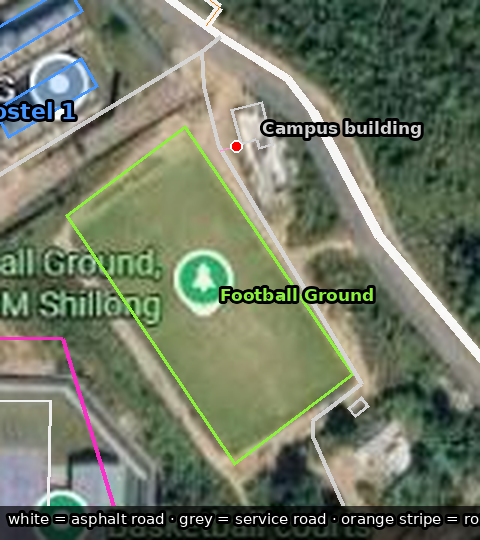 ostel 1
Campus building
all Ground,
M Shillong
Football Ground
white = asphalt road · grey = service road · orange stripe = ro